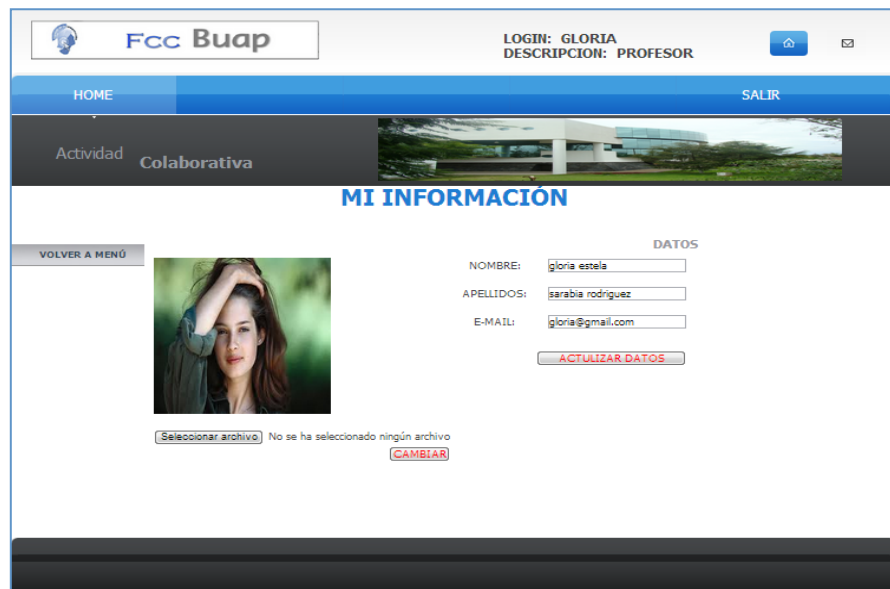 Fcc Buap
LOGIN: GLORIA
DESCRIPCION: PROFESOR
HOME
SALIR
Actividad Colaborativa
MI INFORMACIÓN
VOLVER A MENÚ
DATOS
NOMBRE: gloria estela
APELLIDOS: sarabia rodriguez
E-MAIL: gloria@gmail.com
ACTULIZAR DATOS
Seleccionar archivo No se ha seleccionado ningún archivo
CAMBIAR